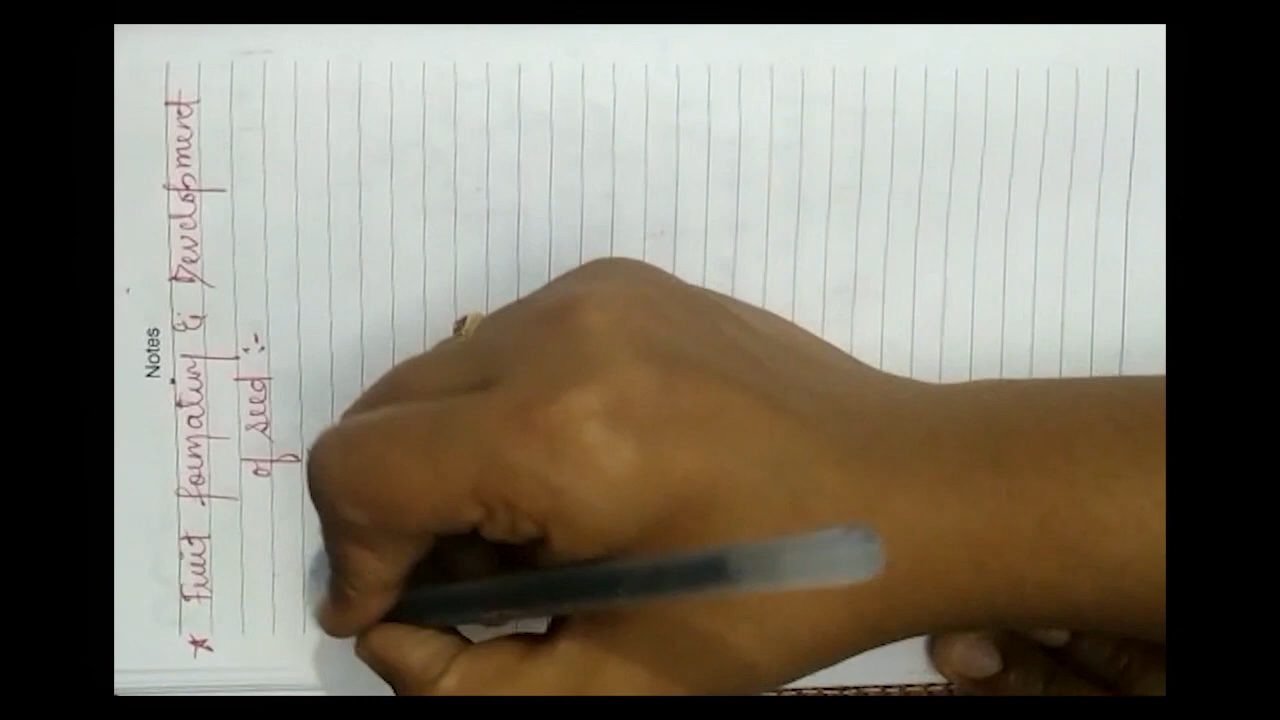 Notes
* Fruit formation & Development
of seed :-